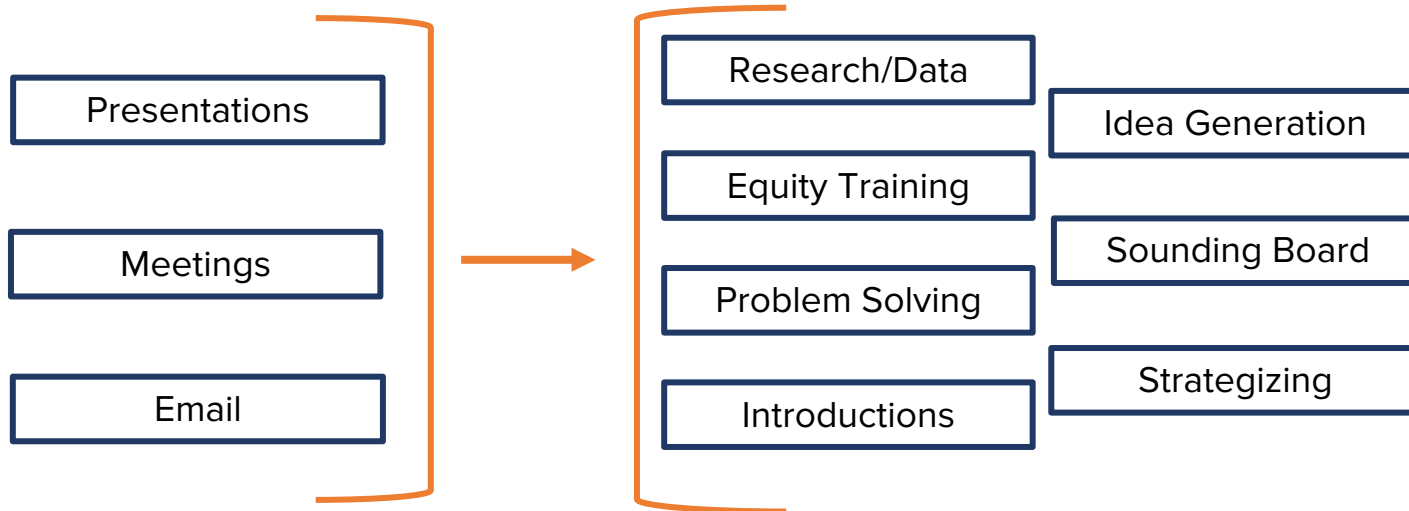 Presentations
Meetings
Email
Research/Data
Equity Training
Problem Solving
Introductions
Idea Generation
Sounding Board
Strategizing